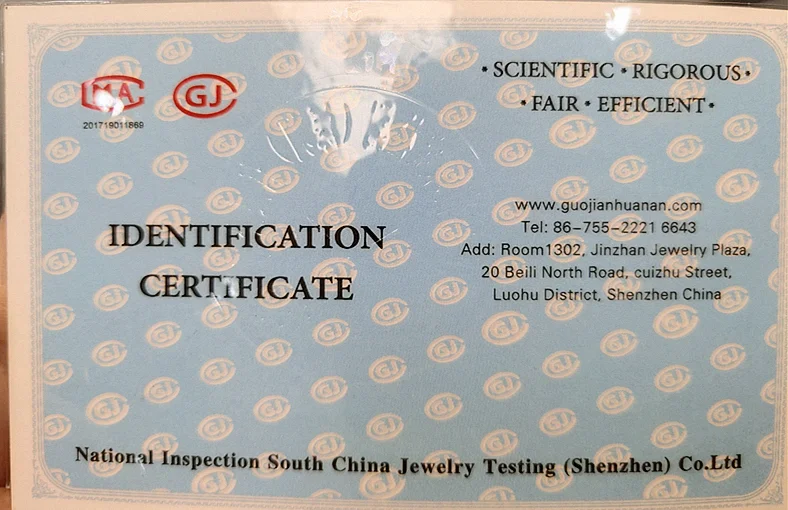 MA
201719011869
GJ
· SCIENTIFIC · RIGOROUS ·
· FAIR · EFFICIENT ·
IDENTIFICATION
CERTIFICATE
www.guojianhuanan.com
Tel: 86-755-2221 6643
Add: Room1302, Jinzhan Jewelry Plaza,
20 Beili North Road, cuizhu Street,
Luohu District, Shenzhen China
National Inspection South China Jewelry Testing (Shenzhen) Co.Ltd